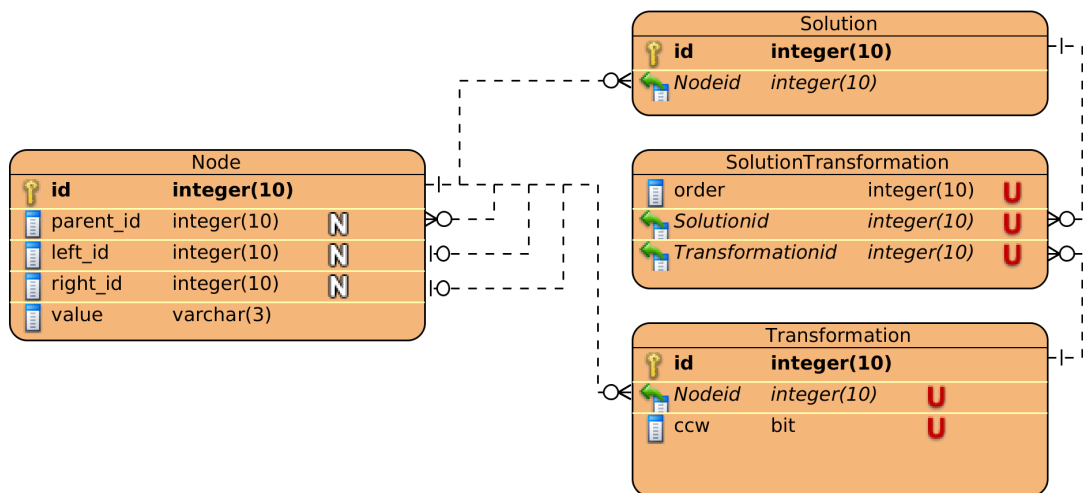 Node
id integer(10)
parent_id integer(10) N
left_id integer(10) N
right_id integer(10) N
value varchar(3)
Solution
id integer(10)
Nodeid integer(10)
SolutionTransformation
order integer(10) U
Solutionid integer(10) U
Transformationid integer(10) U
Transformation
id integer(10)
Nodeid integer(10) U
ccw bit U